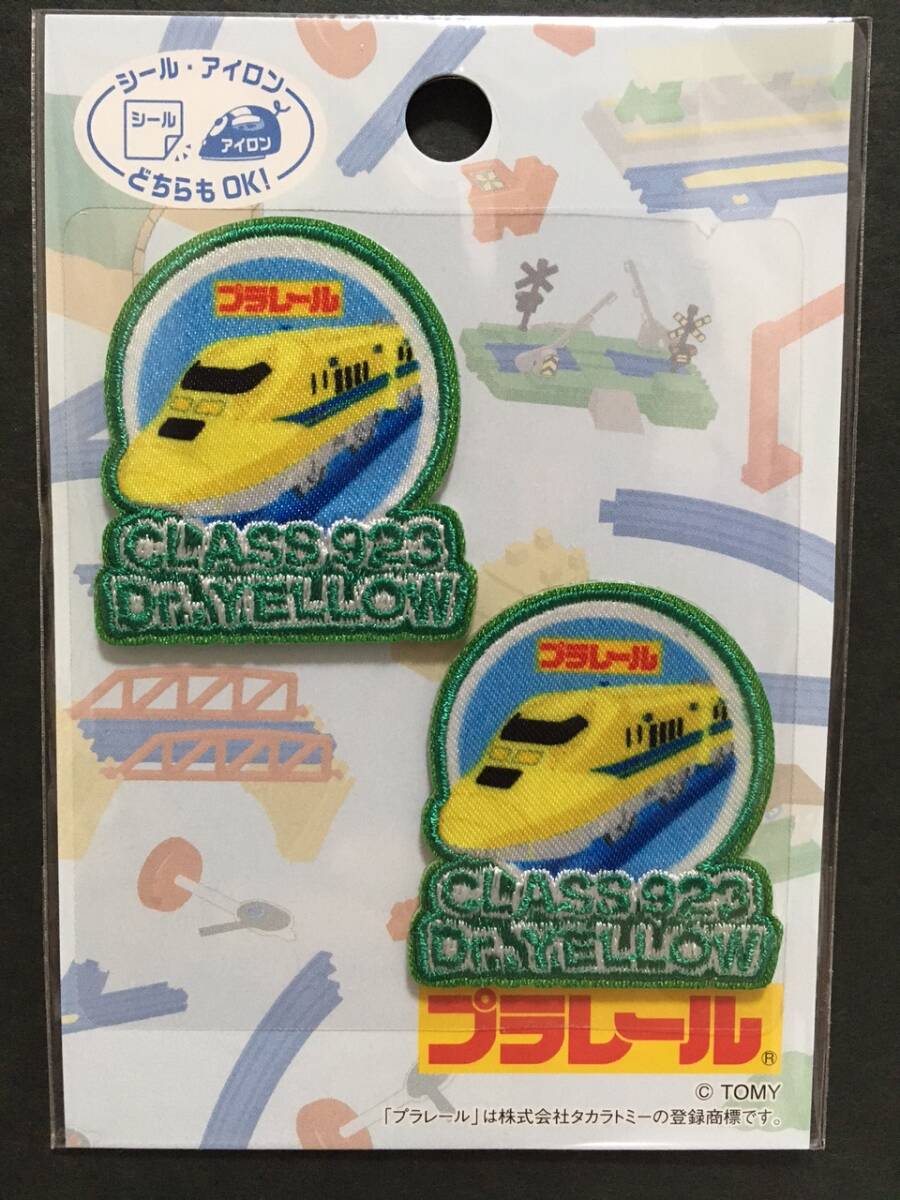 シール・アイロン
シール
アイロン
どちらもOK!
プラレール
CLASS 923
Dr.YELLOW
プラレール
CLASS 923
Dr.YELLOW
プラレール®
© TOMY
「プラレール」は株式会社タカラトミーの登録商標です。